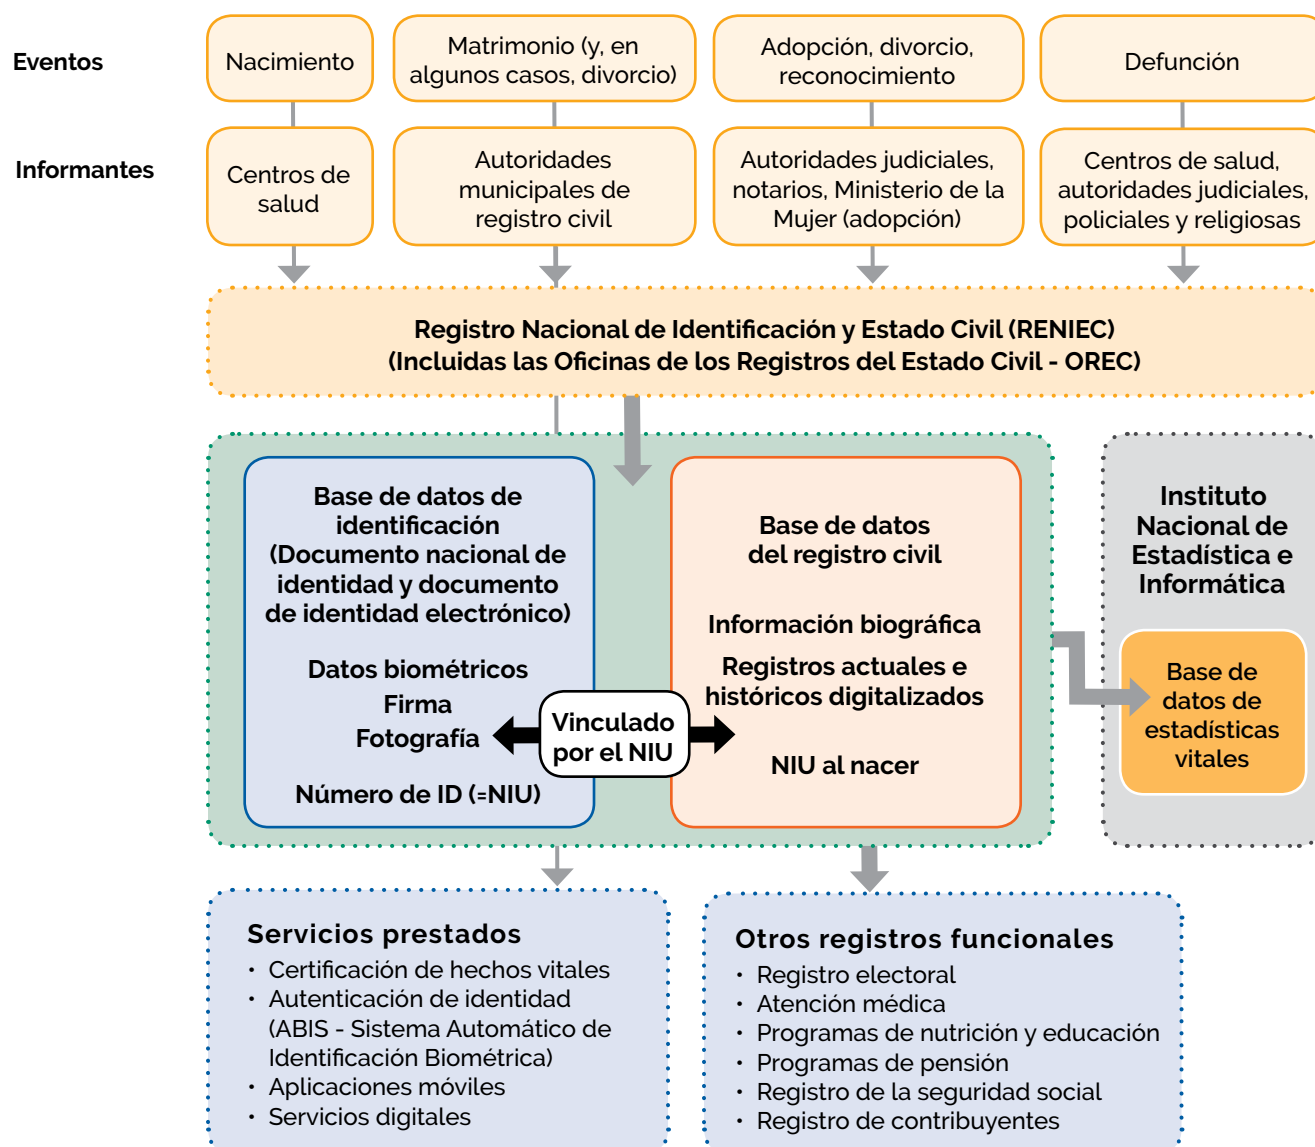 Eventos
Nacimiento
Matrimonio (y, en
algunos casos, divorcio)
Adopción, divorcio,
reconocimiento
Defunción
Informantes
Centros de
salud
Autoridades
municipales de
registro civil
Autoridades judiciales,
notarios, Ministerio de la
Mujer (adopción)
Centros de salud,
autoridades judiciales,
policiales y religiosas
Registro Nacional de Identificación y Estado Civil (RENIEC)
(Incluidas las Oficinas de los Registros del Estado Civil - OREC)
Base de datos de
identificación
(Documento nacional de
identidad y documento
de identidad electrónico)
Datos biométricos
Firma
Fotografía
Número de ID (=NIU)
Vinculado
por el NIU
Base de datos
del registro civil
Información biográfica
Registros actuales e
históricos digitalizados
NIU al nacer
Instituto
Nacional de
Estadística e
Informática
Base de
datos de
estadísticas
vitales
Servicios prestados
· Certificación de hechos vitales
· Autenticación de identidad
(ABIS - Sistema Automático de
Identificación Biométrica)
· Aplicaciones móviles
· Servicios digitales
Otros registros funcionales
· Registro electoral
· Atención médica
· Programas de nutrición y educación
· Programas de pensión
· Registro de la seguridad social
· Registro de contribuyentes